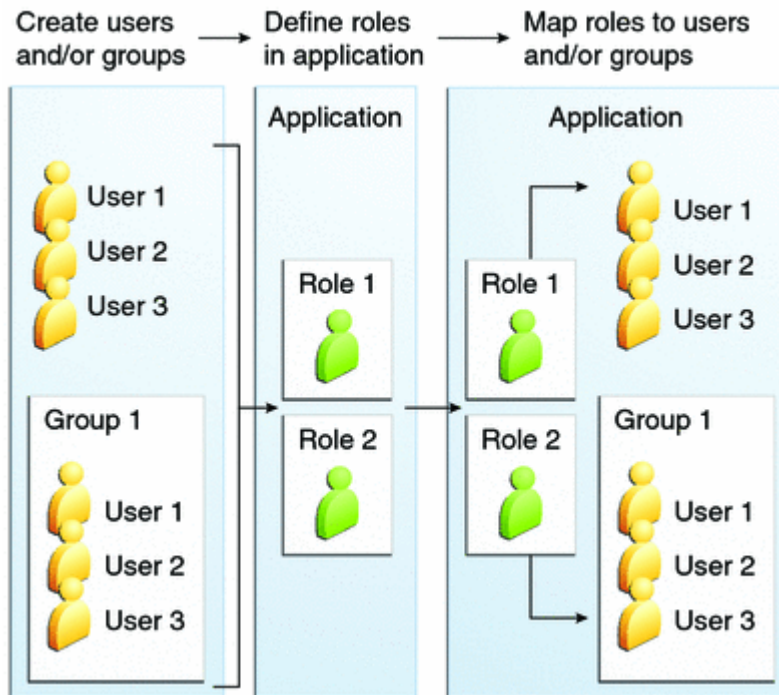 Create users
and/or groups
Define roles
in application
Map roles to users
and/or groups
User 1
User 2
User 3
Group 1
User 1
User 2
User 3
Application
Role 1
Role 2
Application
Role 1
Role 2
User 1
User 2
User 3
Group 1
User 1
User 2
User 3